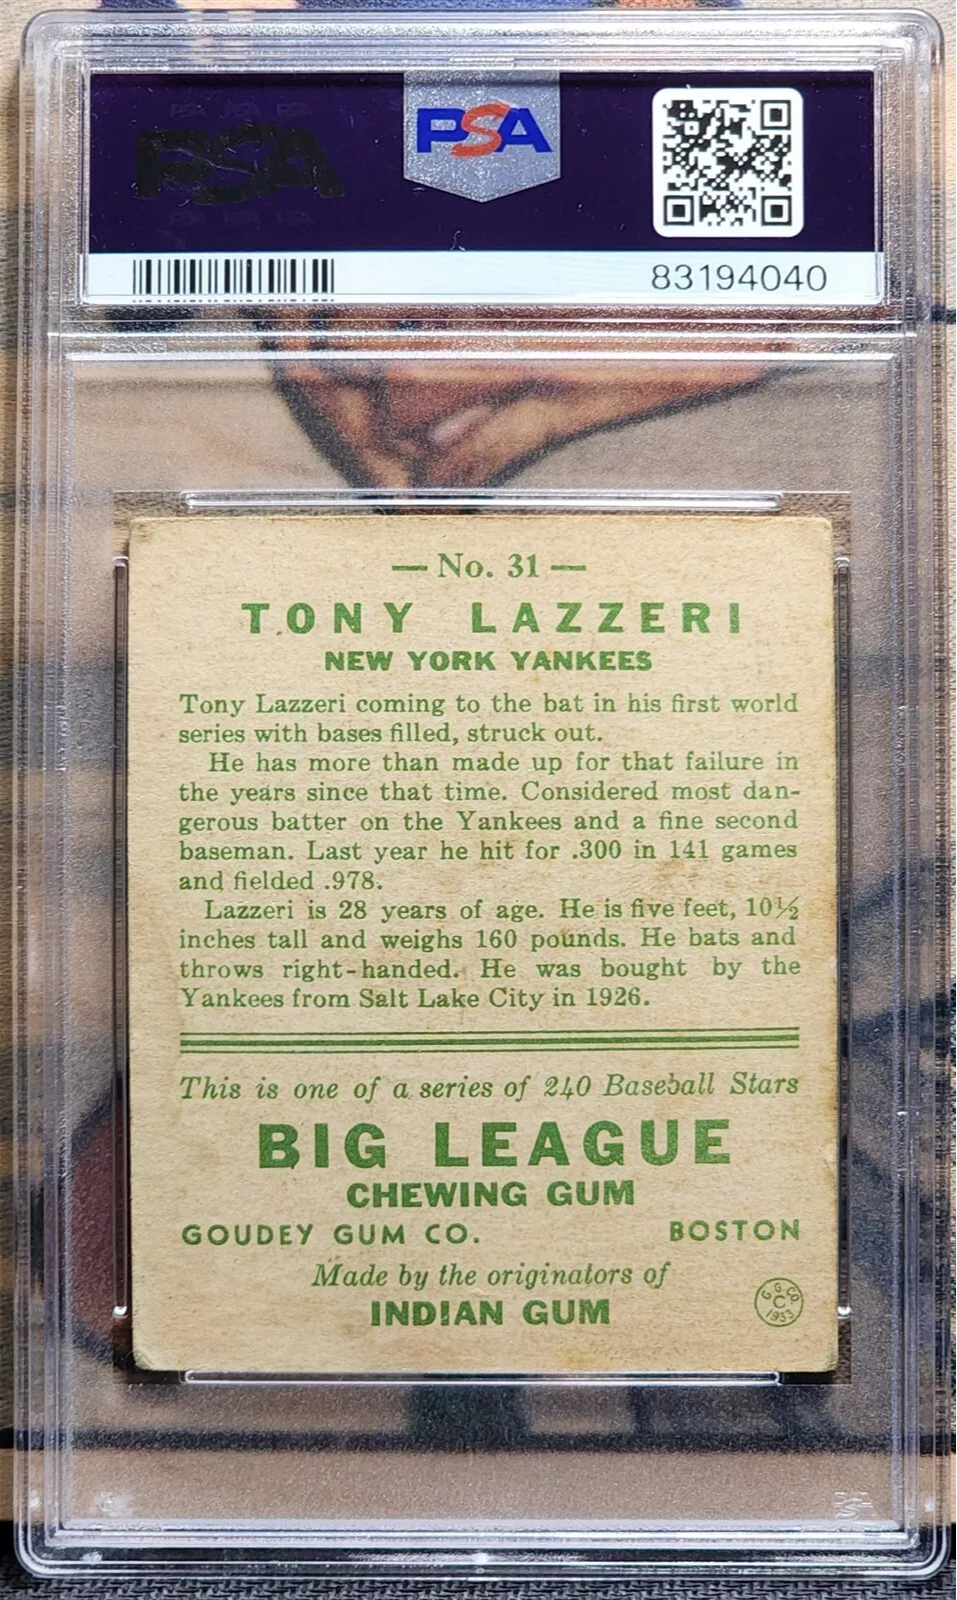 PSA
PSA
83194040
— No. 31 —
TONY LAZZERI
NEW YORK YANKEES
Tony Lazzeri coming to the bat in his first world
series with bases filled, struck out.
He has more than made up for that failure in
the years since that time. Considered most dan-
gerous batter on the Yankees and a fine second
baseman. Last year he hit for .300 in 141 games
and fielded .978.
Lazzeri is 28 years of age. He is five feet, 10½
inches tall and weighs 160 pounds. He bats and
throws right-handed. He was bought by the
Yankees from Salt Lake City in 1926.
This is one of a series of 240 Baseball Stars
BIG LEAGUE
CHEWING GUM
GOUDEY GUM CO. BOSTON
Made by the originators of
INDIAN GUM
G. G. CO
C
1933